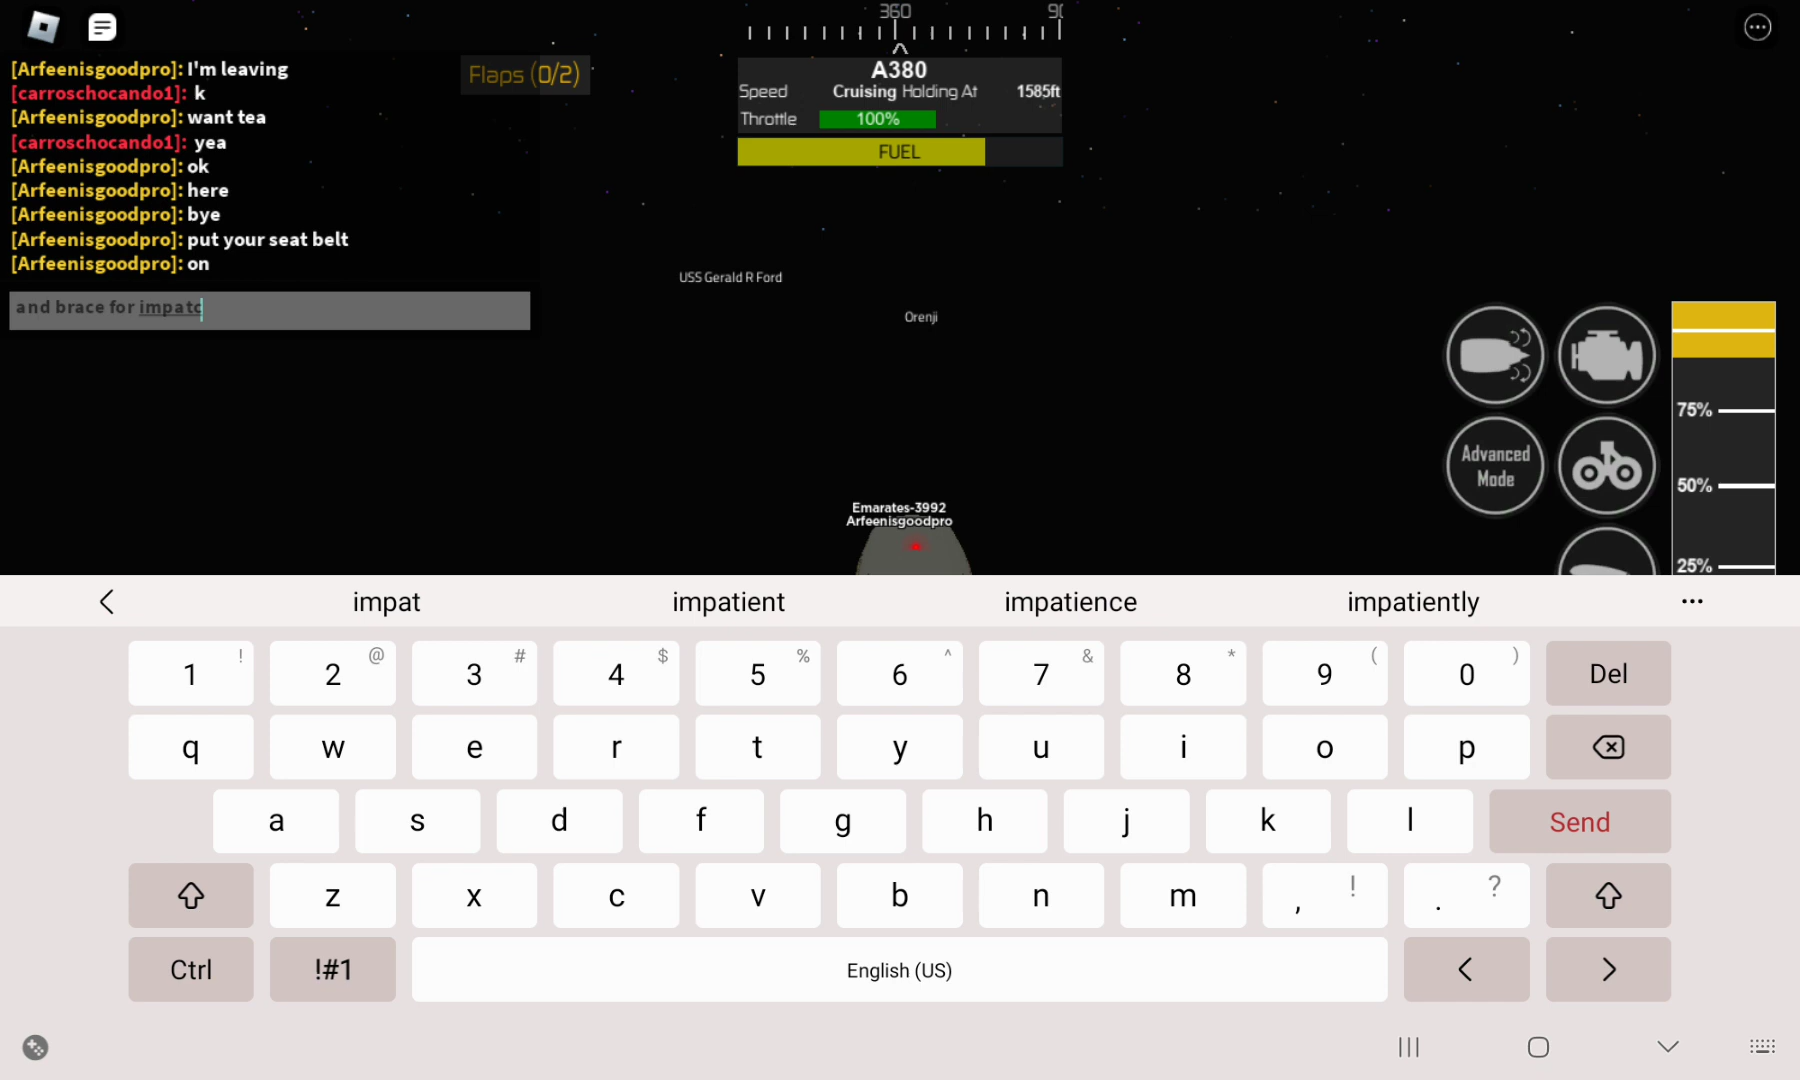 360
90
[Arfeenisgoodpro]: I'm leaving
[carroschocando1]: k
[Arfeenisgoodpro]: want tea
[carroschocando1]: yea
[Arfeenisgoodpro]: ok
[Arfeenisgoodpro]: here
[Arfeenisgoodpro]: bye
[Arfeenisgoodpro]: put your seat belt
[Arfeenisgoodpro]: on
and brace for impatc
Flaps (0/2)
A380
Speed Cruising Holding At 1585ft
Throttle 100%
FUEL
USS Gerald R Ford
Orenji
Advanced
Mode
75%
50%
25%
Emarates-3992
Arfeenisgoodpro
impat impatient impatience impatiently
1 ! 2 @ 3 # 4 $ 5 % 6 ^ 7 & 8 * 9 ( 0 ) Del
q w e r t y u i o p
a s d f g h j k l Send
z x c v b n m , ! . ?
Ctrl !#1 English (US) < >